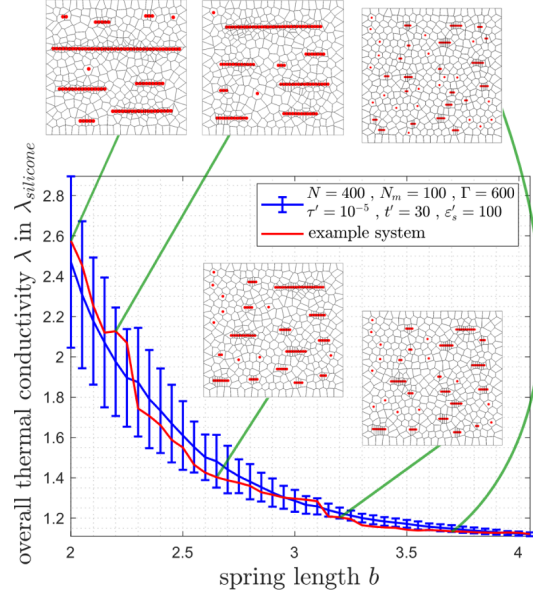 overall thermal conductivity λ in λ_silicone
2.8
2.6
2.4
2.2
2
1.8
1.6
1.4
1.2
N = 400 , N_m = 100 , Γ = 600
τ′ = 10^{-5} , t′ = 30 , ε′_s = 100
example system
2 2.5 3 3.5 4
spring length b